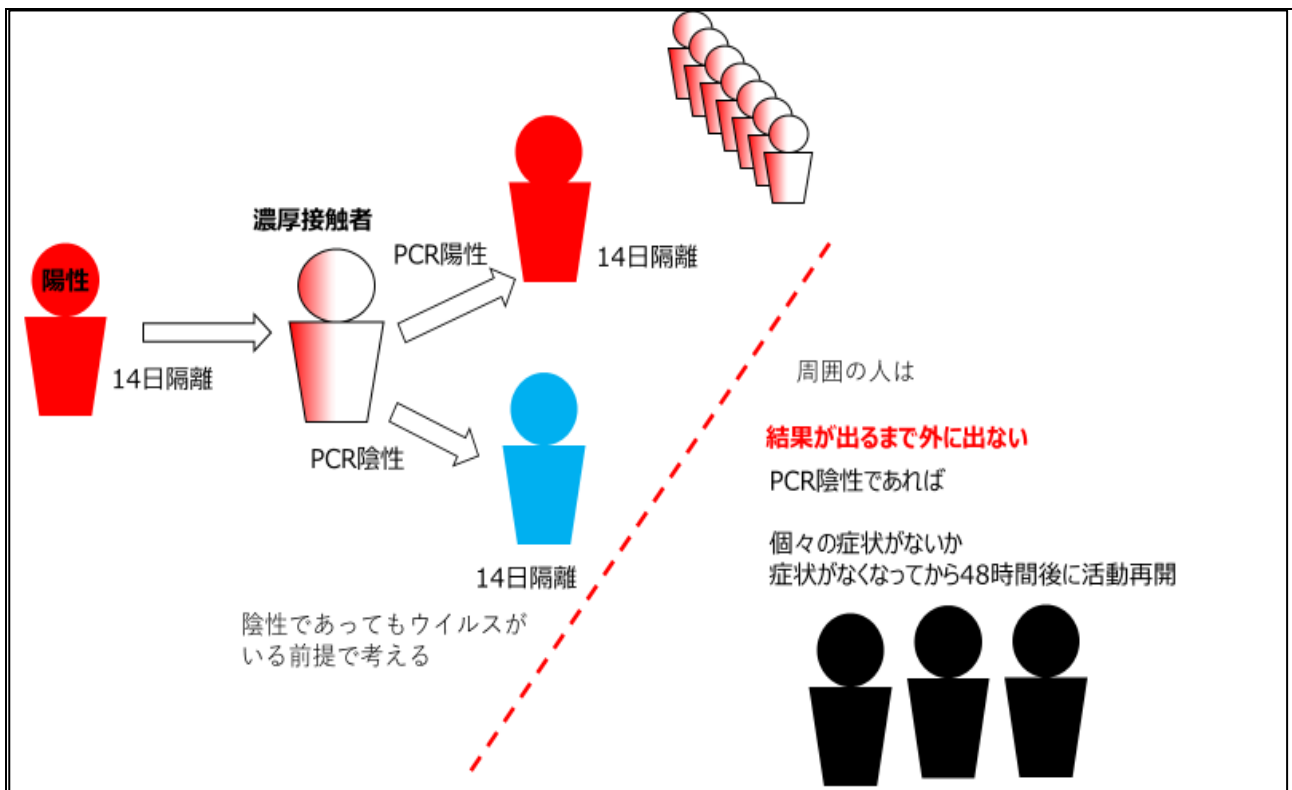 濃厚接触者
陽性
14日隔離
PCR陽性
14日隔離
PCR陰性
14日隔離
陰性であってもウイルスが
いる前提で考える
周囲の人は
結果が出るまで外に出ない
PCR陰性であれば
個々の症状がないか
症状がなくなってから48時間後に活動再開